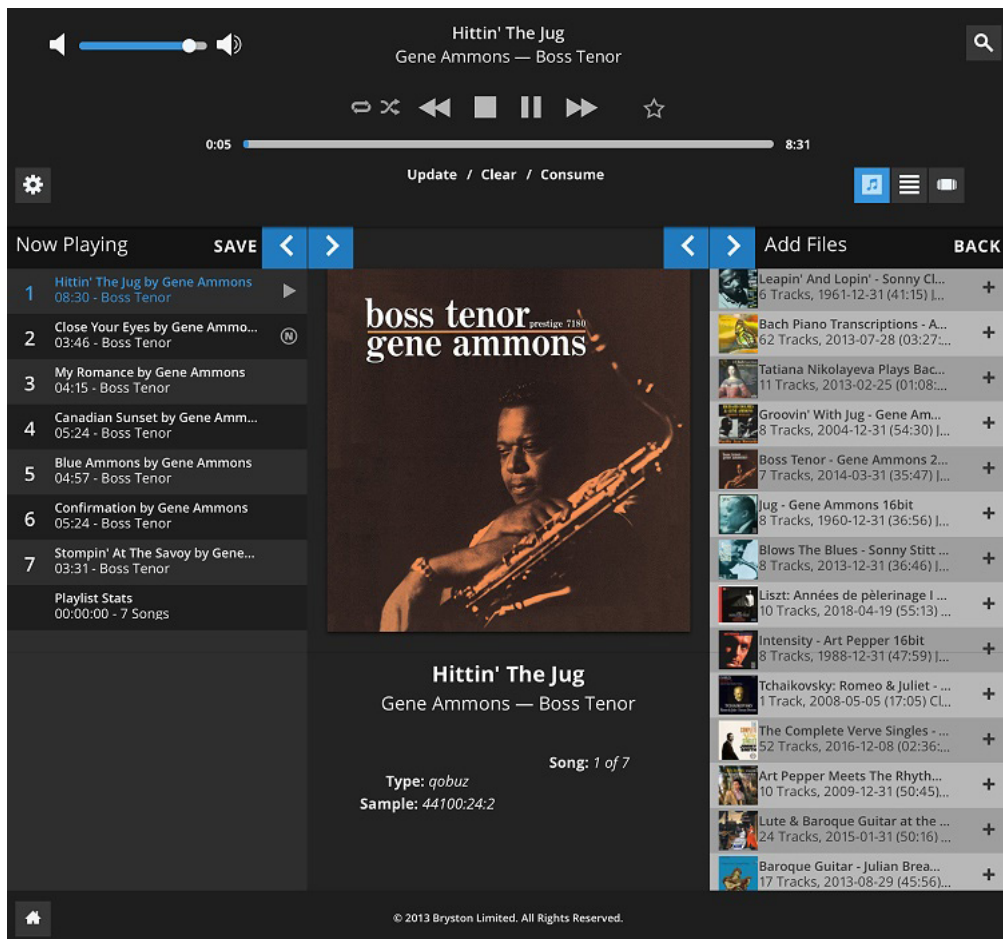 Hittin' The Jug
Gene Ammons — Boss Tenor
0:05
8:31
Update / Clear / Consume
Now Playing
SAVE
Add Files
BACK
1
Hittin' The Jug by Gene Ammons
08:30 - Boss Tenor
2
Close Your Eyes by Gene Ammo...
03:46 - Boss Tenor
N
3
My Romance by Gene Ammons
04:15 - Boss Tenor
4
Canadian Sunset by Gene Amm...
05:24 - Boss Tenor
5
Blue Ammons by Gene Ammons
04:57 - Boss Tenor
6
Confirmation by Gene Ammons
05:24 - Boss Tenor
7
Stompin' At The Savoy by Gene...
03:31 - Boss Tenor
Playlist Stats
00:00:00 - 7 Songs
boss tenor prestige 7180
gene ammons
Hittin' The Jug
Gene Ammons — Boss Tenor
Song: 1 of 7
Type: qobuz
Sample: 44100:24:2
Leapin' And Lopin' - Sonny Cl...
6 Tracks, 1961-12-31 (41:15) |...
Bach Piano Transcriptions - A...
62 Tracks, 2013-07-28 (03:27:...
Tatiana Nikolayeva Plays Bac...
11 Tracks, 2013-02-25 (01:08:...
Groovin' With Jug - Gene Am...
8 Tracks, 2004-12-31 (54:30) |...
Boss Tenor - Gene Ammons 2...
7 Tracks, 2014-03-31 (35:47) |...
Jug - Gene Ammons 16bit
8 Tracks, 1960-12-31 (36:56) |...
Blows The Blues - Sonny Stitt ...
8 Tracks, 2013-12-31 (36:46) |...
Liszt: Années de pèlerinage I ...
10 Tracks, 2018-04-19 (55:13) ...
Intensity - Art Pepper 16bit
8 Tracks, 1988-12-31 (47:59) |...
Tchaikovsky: Romeo & Juliet - ...
1 Track, 2008-05-05 (17:05) Cl...
The Complete Verve Singles - ...
52 Tracks, 2016-12-08 (02:36:...
Art Pepper Meets The Rhyth...
10 Tracks, 2009-12-31 (50:45)...
Lute & Baroque Guitar at the ...
24 Tracks, 2015-01-31 (50:16) ...
Baroque Guitar - Julian Brea...
17 Tracks, 2013-08-29 (45:56)...
© 2013 Bryston Limited. All Rights Reserved.